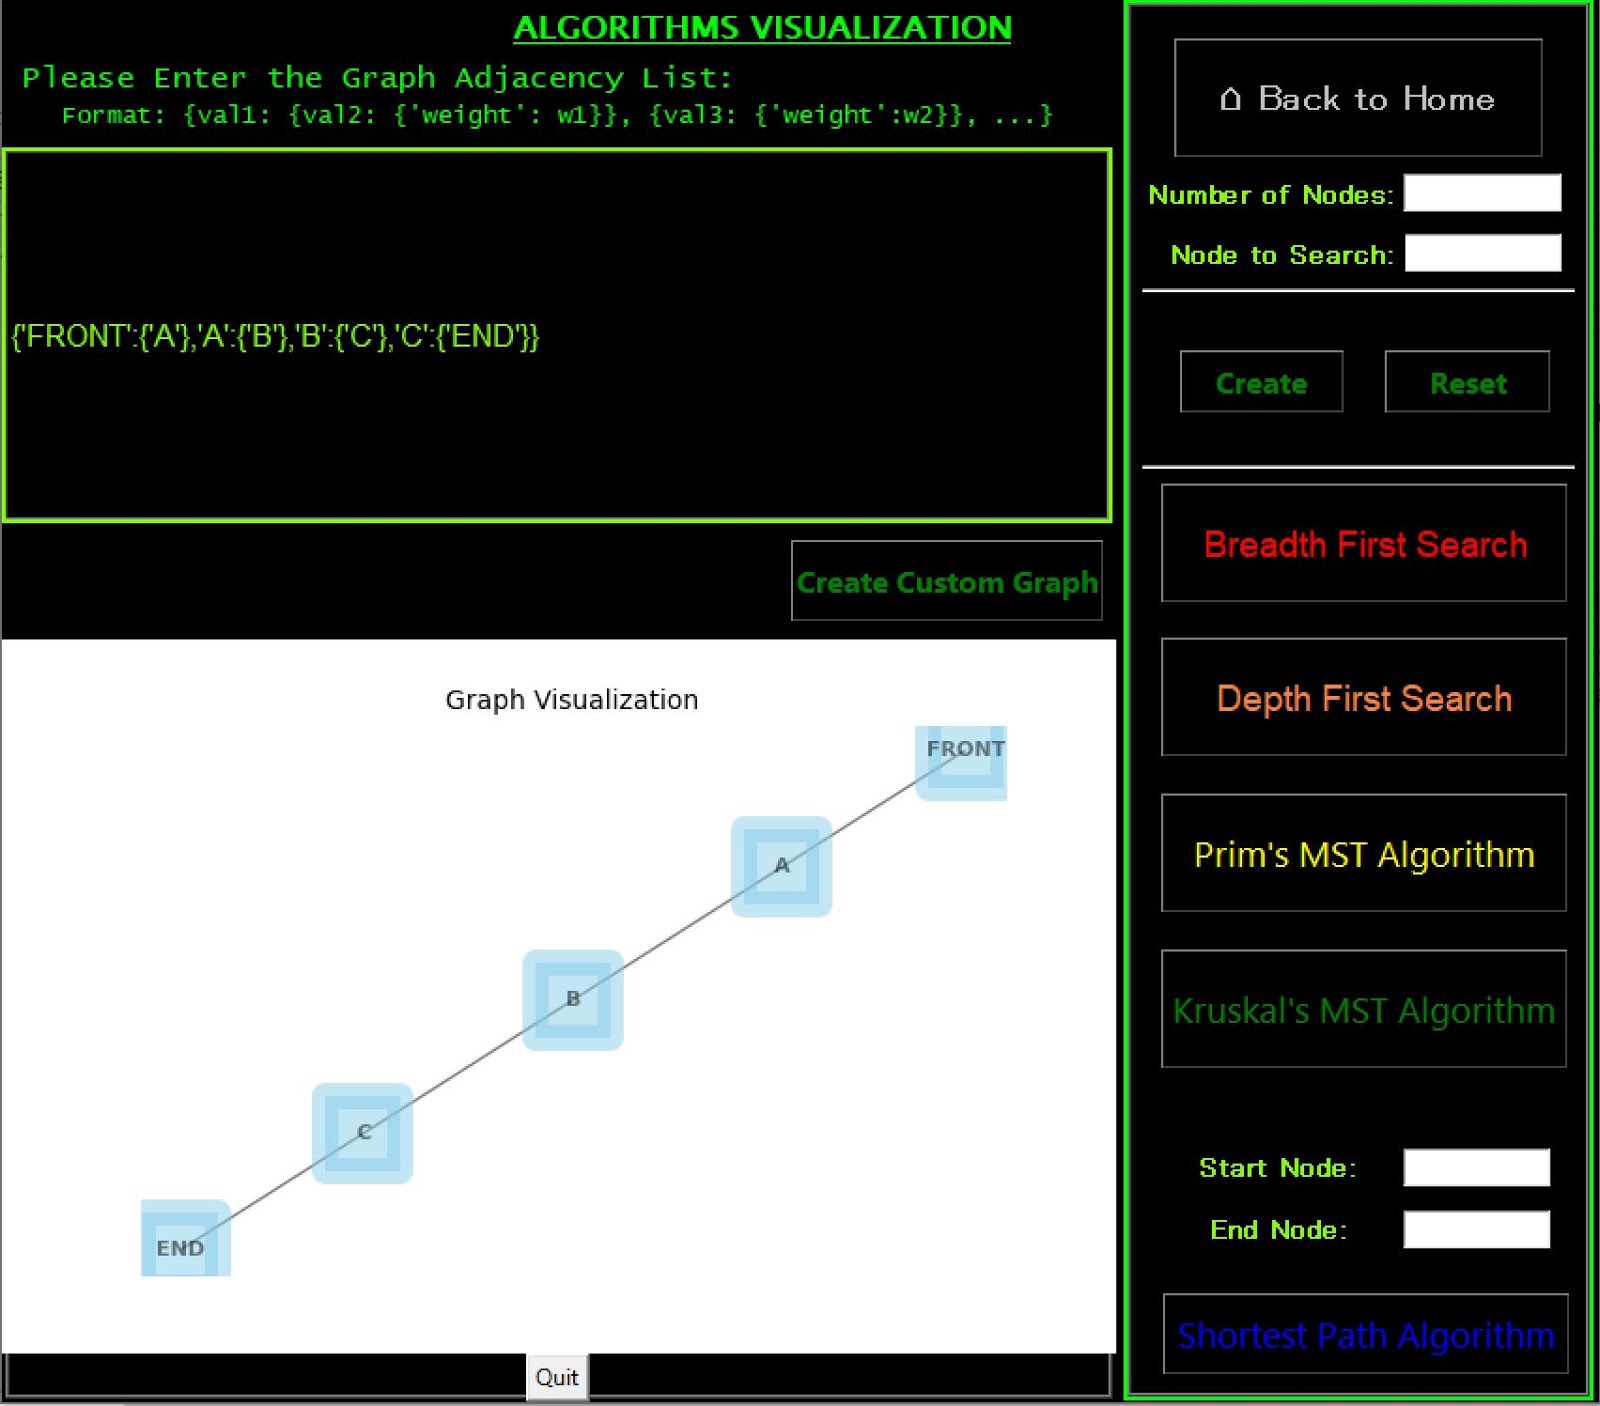 ALGORITHMS VISUALIZATION
Please Enter the Graph Adjacency List:
Format: {val1: {val2: {'weight': w1}}, {val3: {'weight':w2}}, ...}
{'FRONT':{'A'},'A':{'B'},'B':{'C'},'C':{'END'}}
Create Custom Graph
Graph Visualization
FRONT
A
B
C
END
Quit
⌂ Back to Home
Number of Nodes:
Node to Search:
Create
Reset
Breadth First Search
Depth First Search
Prim's MST Algorithm
Kruskal's MST Algorithm
Start Node:
End Node:
Shortest Path Algorithm